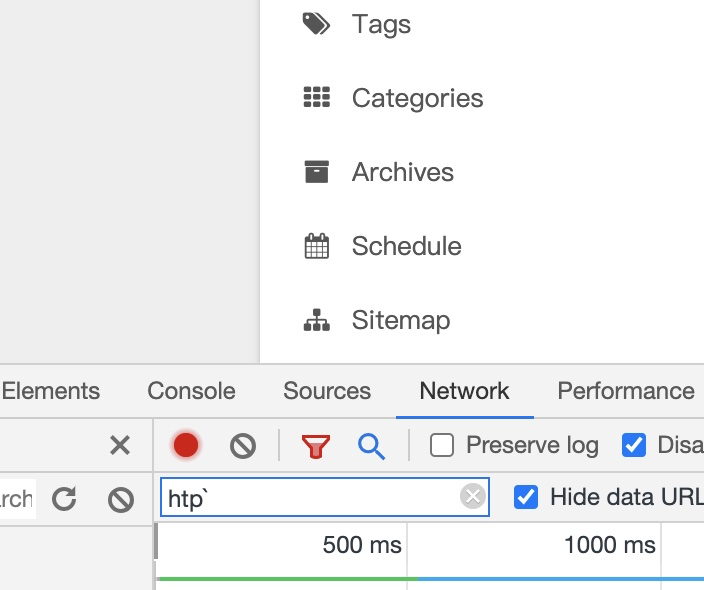 Tags
Categories
Archives
Schedule
Sitemap
Elements Console Sources Network Performance
Preserve log Disa
arch htp` Hide data URL
500 ms 1000 ms